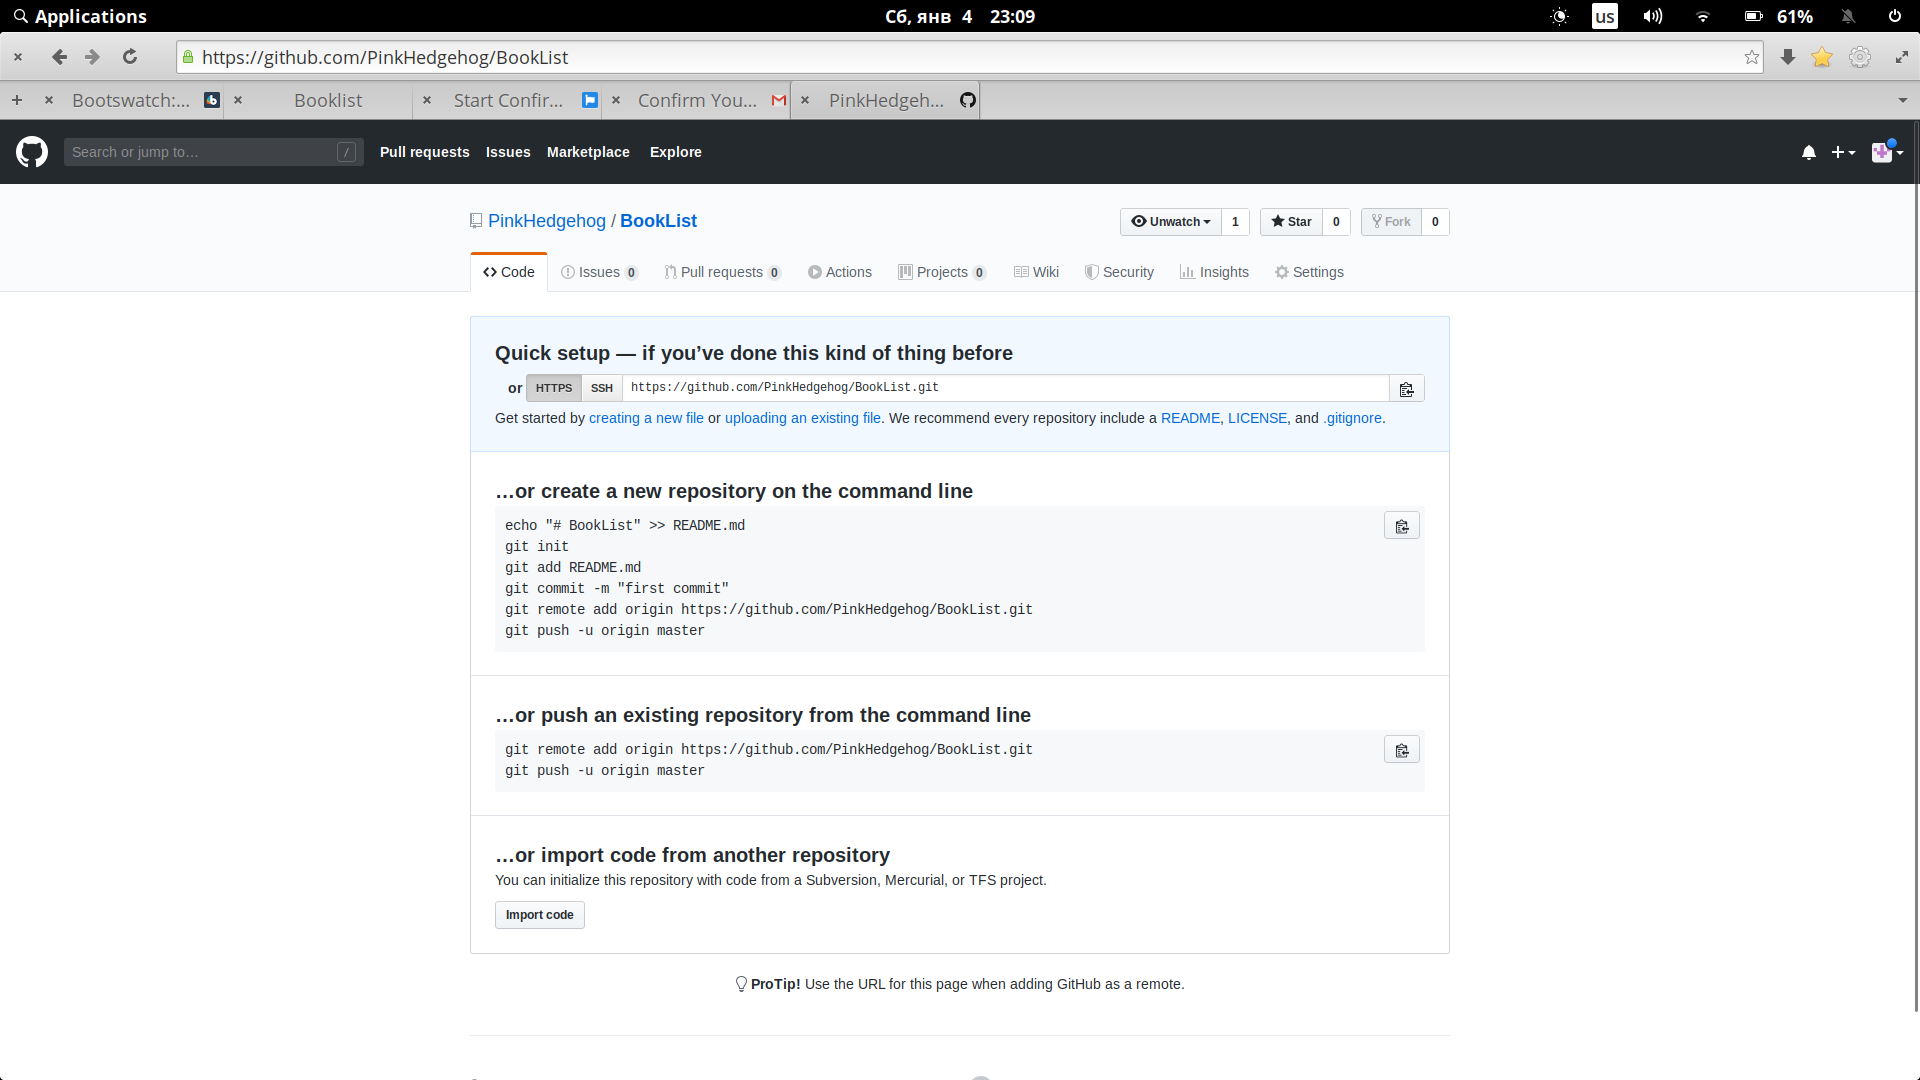 Applications
Сб, янв 4 23:09
us
61%
https://github.com/PinkHedgehog/BookList
Bootswatch:...
Booklist
Start Confir...
Confirm You...
PinkHedgeh...
Search or jump to…
/
Pull requests
Issues
Marketplace
Explore
PinkHedgehog / BookList
Unwatch 1
Star 0
Fork 0
Code
Issues 0
Pull requests 0
Actions
Projects 0
Wiki
Security
Insights
Settings
Quick setup — if you’ve done this kind of thing before
or HTTPS SSH https://github.com/PinkHedgehog/BookList.git
Get started by creating a new file or uploading an existing file. We recommend every repository include a README, LICENSE, and .gitignore.
…or create a new repository on the command line
echo "# BookList" >> README.md
git init
git add README.md
git commit -m "first commit"
git remote add origin https://github.com/PinkHedgehog/BookList.git
git push -u origin master
…or push an existing repository from the command line
git remote add origin https://github.com/PinkHedgehog/BookList.git
git push -u origin master
…or import code from another repository
You can initialize this repository with code from a Subversion, Mercurial, or TFS project.
Import code
ProTip! Use the URL for this page when adding GitHub as a remote.